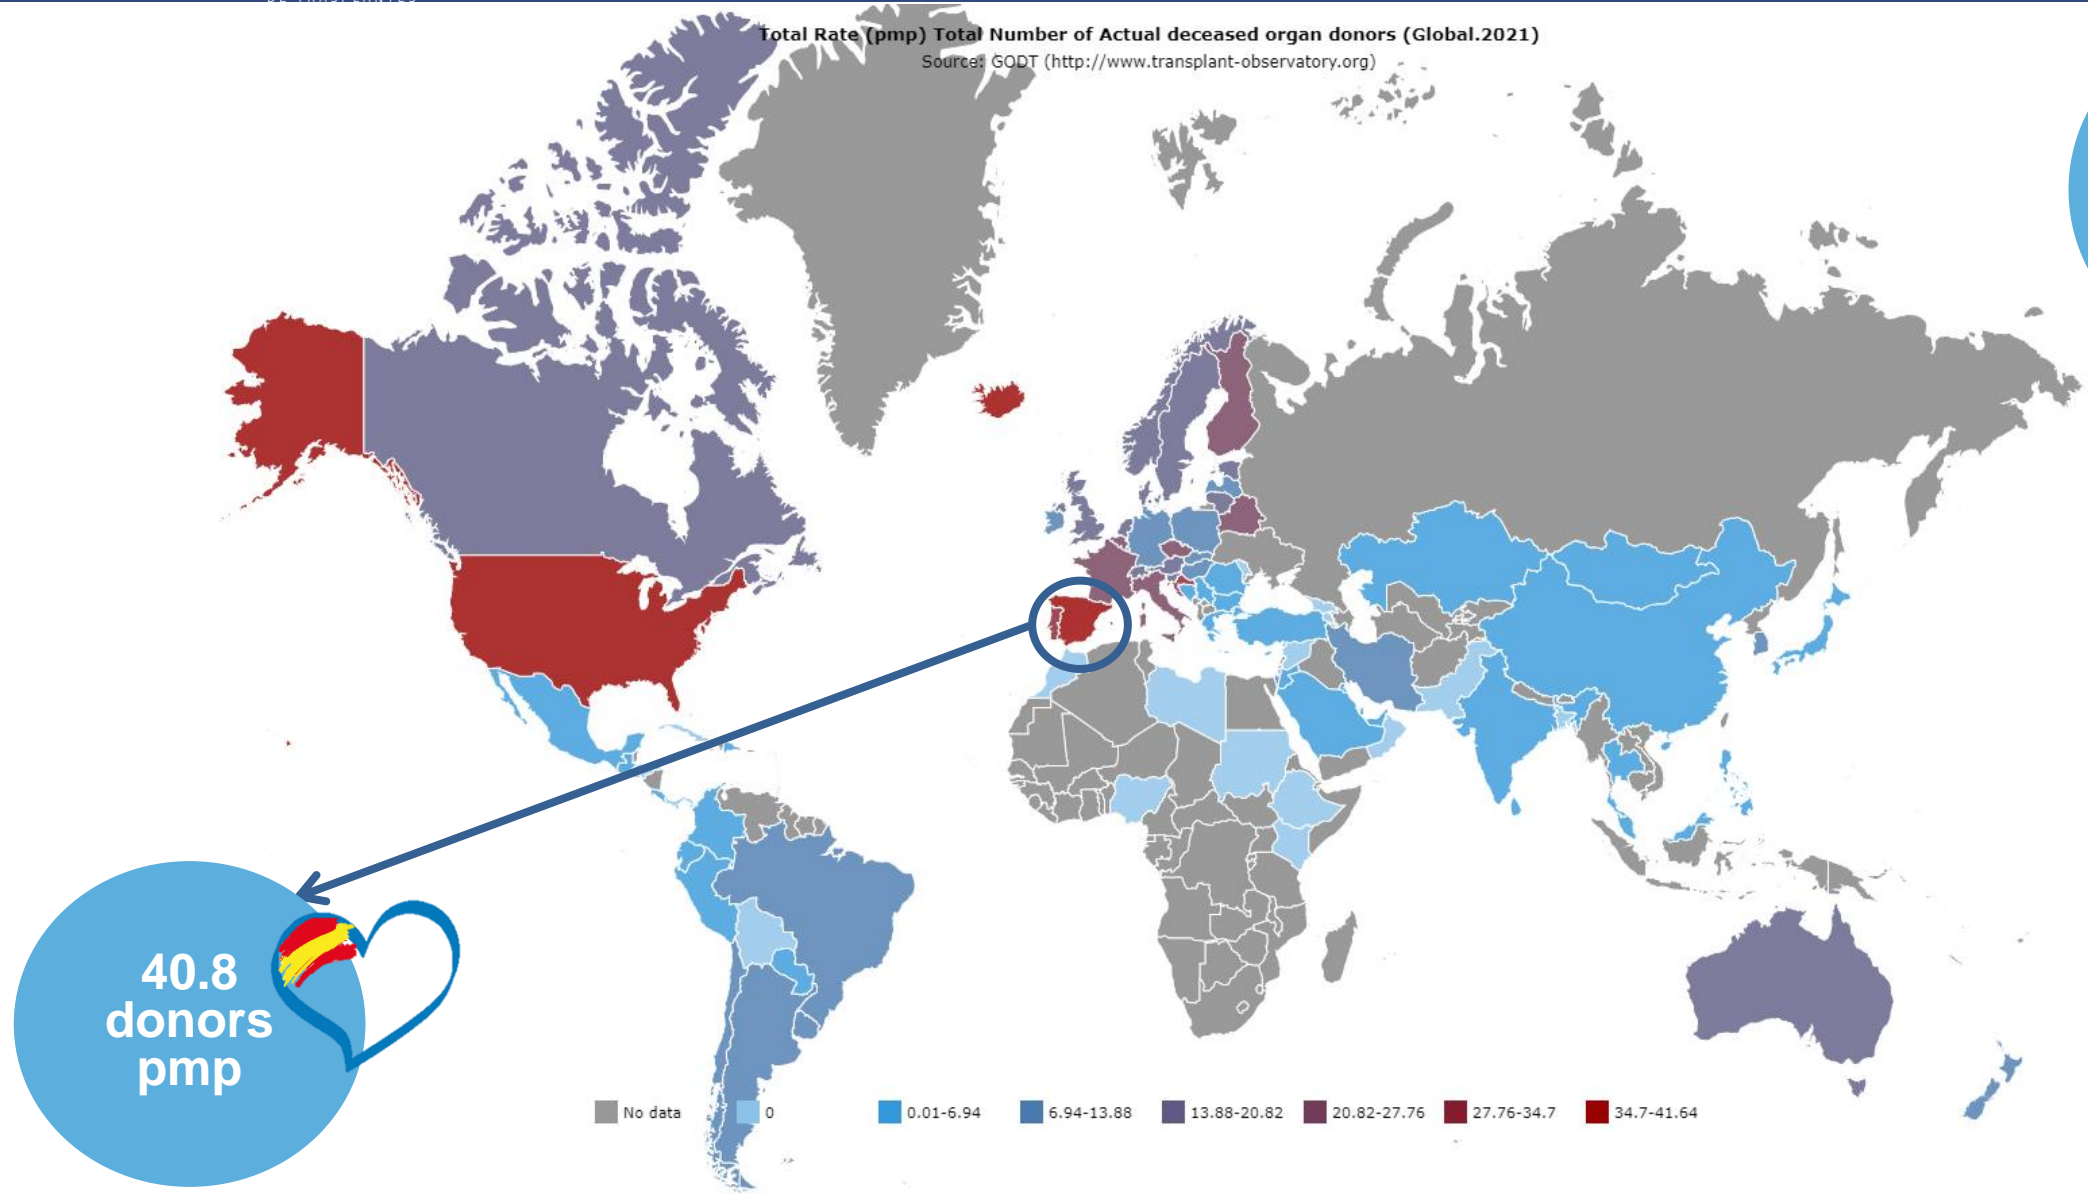 Total Rate (pmp) Total Number of Actual deceased organ donors (Global.2021)
Source: GODT (http://www.transplant-observatory.org)
40.8
donors
pmp
No data
0
0.01-6.94
6.94-13.88
13.88-20.82
20.82-27.76
27.76-34.7
34.7-41.64